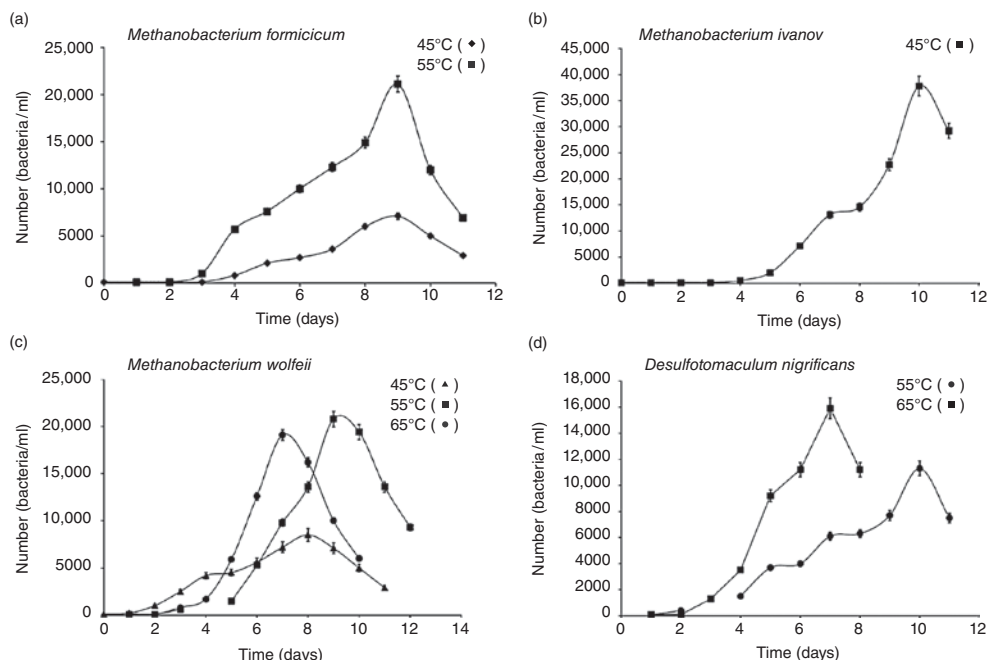 (a)
Methanobacterium formicicum
45°C ( ♦ )
55°C ( ■ )
Number (bacteria/ml)
25,000
20,000
15,000
10,000
5000
0
0 2 4 6 8 10 12
Time (days)
(b)
Methanobacterium ivanov
45°C ( ■ )
Number (bacteria/ml)
45,000
40,000
35,000
30,000
25,000
20,000
15,000
10,000
5000
0
0 2 4 6 8 10 12
Time (days)
(c)
Methanobacterium wolfeii
45°C ( ▲ )
55°C ( ■ )
65°C ( ● )
Number (bacteria/ml)
25,000
20,000
15,000
10,000
5000
0
0 2 4 6 8 10 12 14
Time (days)
(d)
Desulfotomaculum nigrificans
55°C ( ● )
65°C ( ■ )
Number (bacteria/ml)
18,000
16,000
14,000
12,000
10,000
8000
6000
4000
2000
0
0 2 4 6 8 10 12
Time (days)